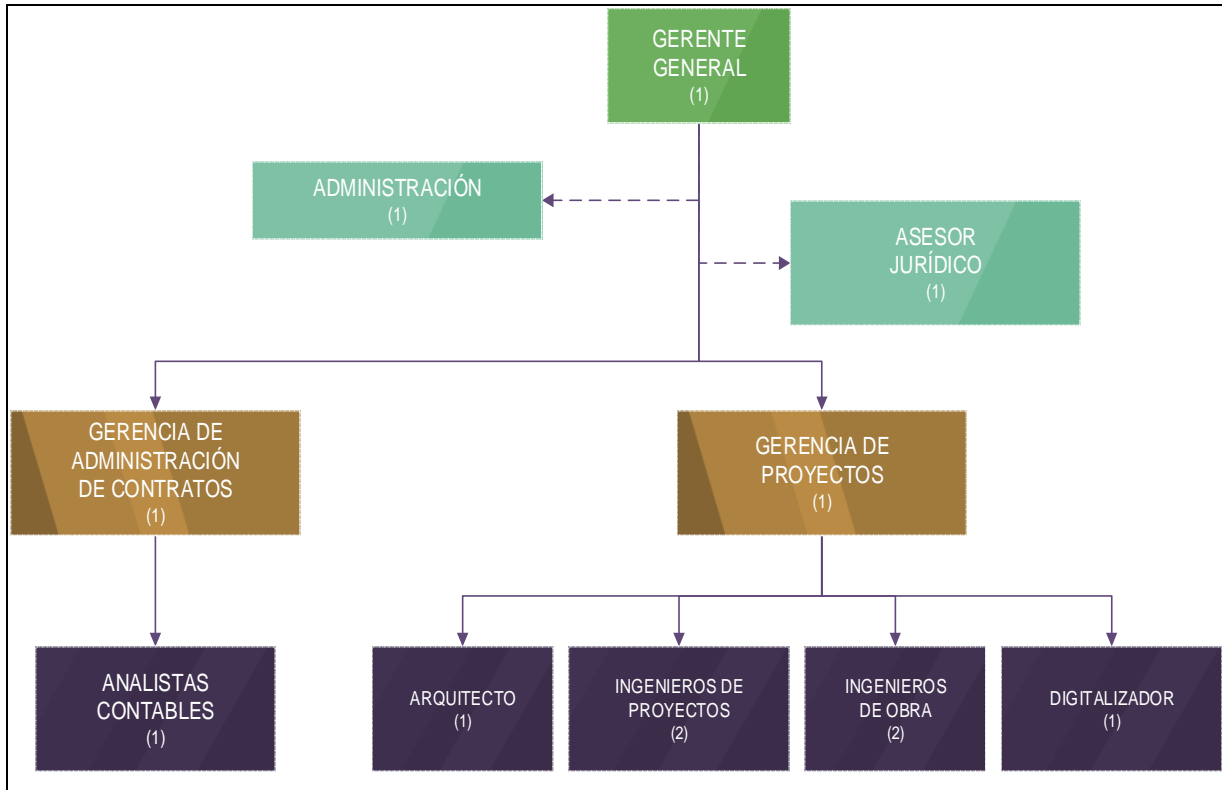 GERENTE
GENERAL
(1)
ADMINISTRACIÓN
(1)
ASESOR
JURÍDICO
(1)
GERENCIA DE
ADMINISTRACIÓN
DE CONTRATOS
(1)
GERENCIA DE
PROYECTOS
(1)
ANALISTAS
CONTABLES
(1)
ARQUITECTO
(1)
INGENIEROS DE
PROYECTOS
(2)
INGENIEROS
DE OBRA
(2)
DIGITALIZADOR
(1)